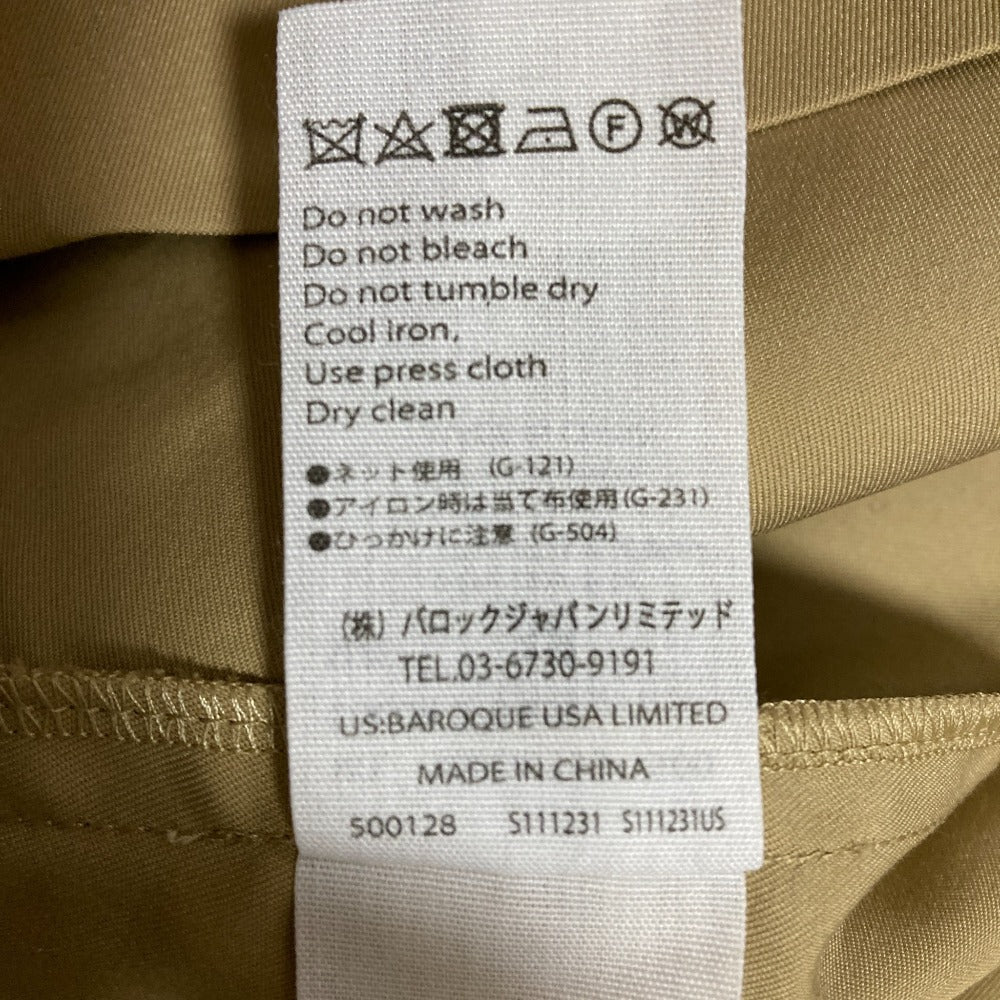 F W
Do not wash
Do not bleach
Do not tumble dry
Cool iron,
Use press cloth
Dry clean
●ネット使用 (G-121)
●アイロン時は当て布使用(G-231)
●ひっかけに注意 (G-504)
(株) バロックジャパンリミテッド
TEL.03-6730-9191
US:BAROQUE USA LIMITED
MADE IN CHINA
500128 S111231 S111231US